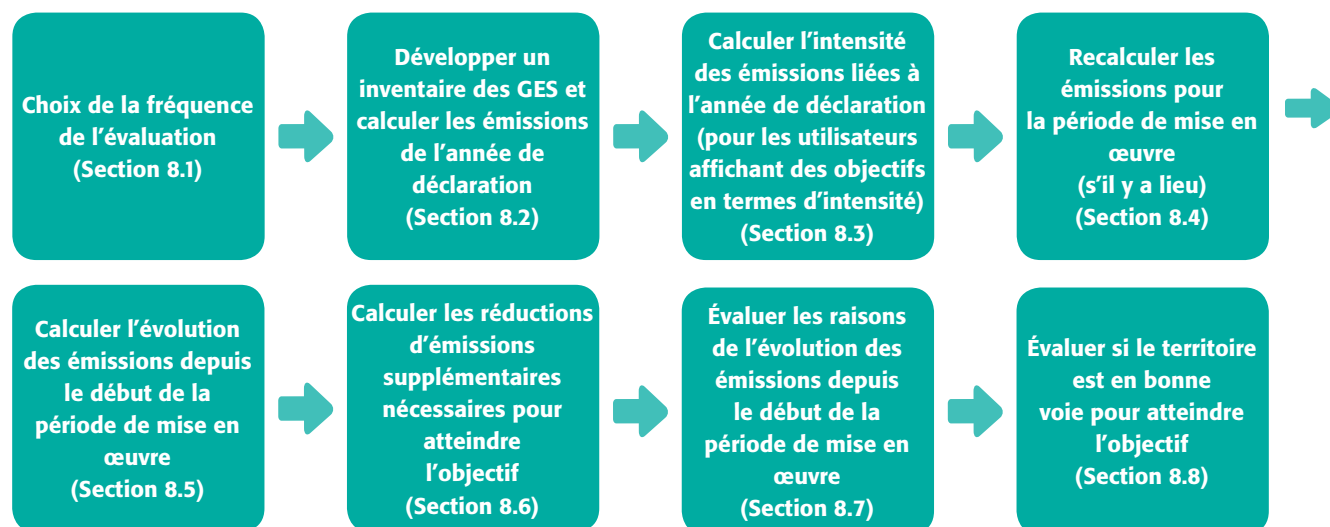 Choix de la fréquence
de l’évaluation
(Section 8.1)
Développer un
inventaire des GES et
calculer les émissions
de l’année de
déclaration
(Section 8.2)
Calculer l’intensité
des émissions liées à
l’année de déclaration
(pour les utilisateurs
affichant des objectifs
en termes d’intensité)
(Section 8.3)
Recalculer les
émissions pour
la période de mise en
œuvre
(s’il y a lieu)
(Section 8.4)
Calculer l’évolution
des émissions depuis
le début de la
période de mise en
œuvre
(Section 8.5)
Calculer les réductions
d’émissions
supplémentaires
nécessaires pour
atteindre
l’objectif
(Section 8.6)
Évaluer les raisons
de l’évolution des
émissions depuis
le début de la
période de mise en
œuvre
(Section 8.7)
Évaluer si le territoire
est en bonne
voie pour atteindre
l’objectif
(Section 8.8)